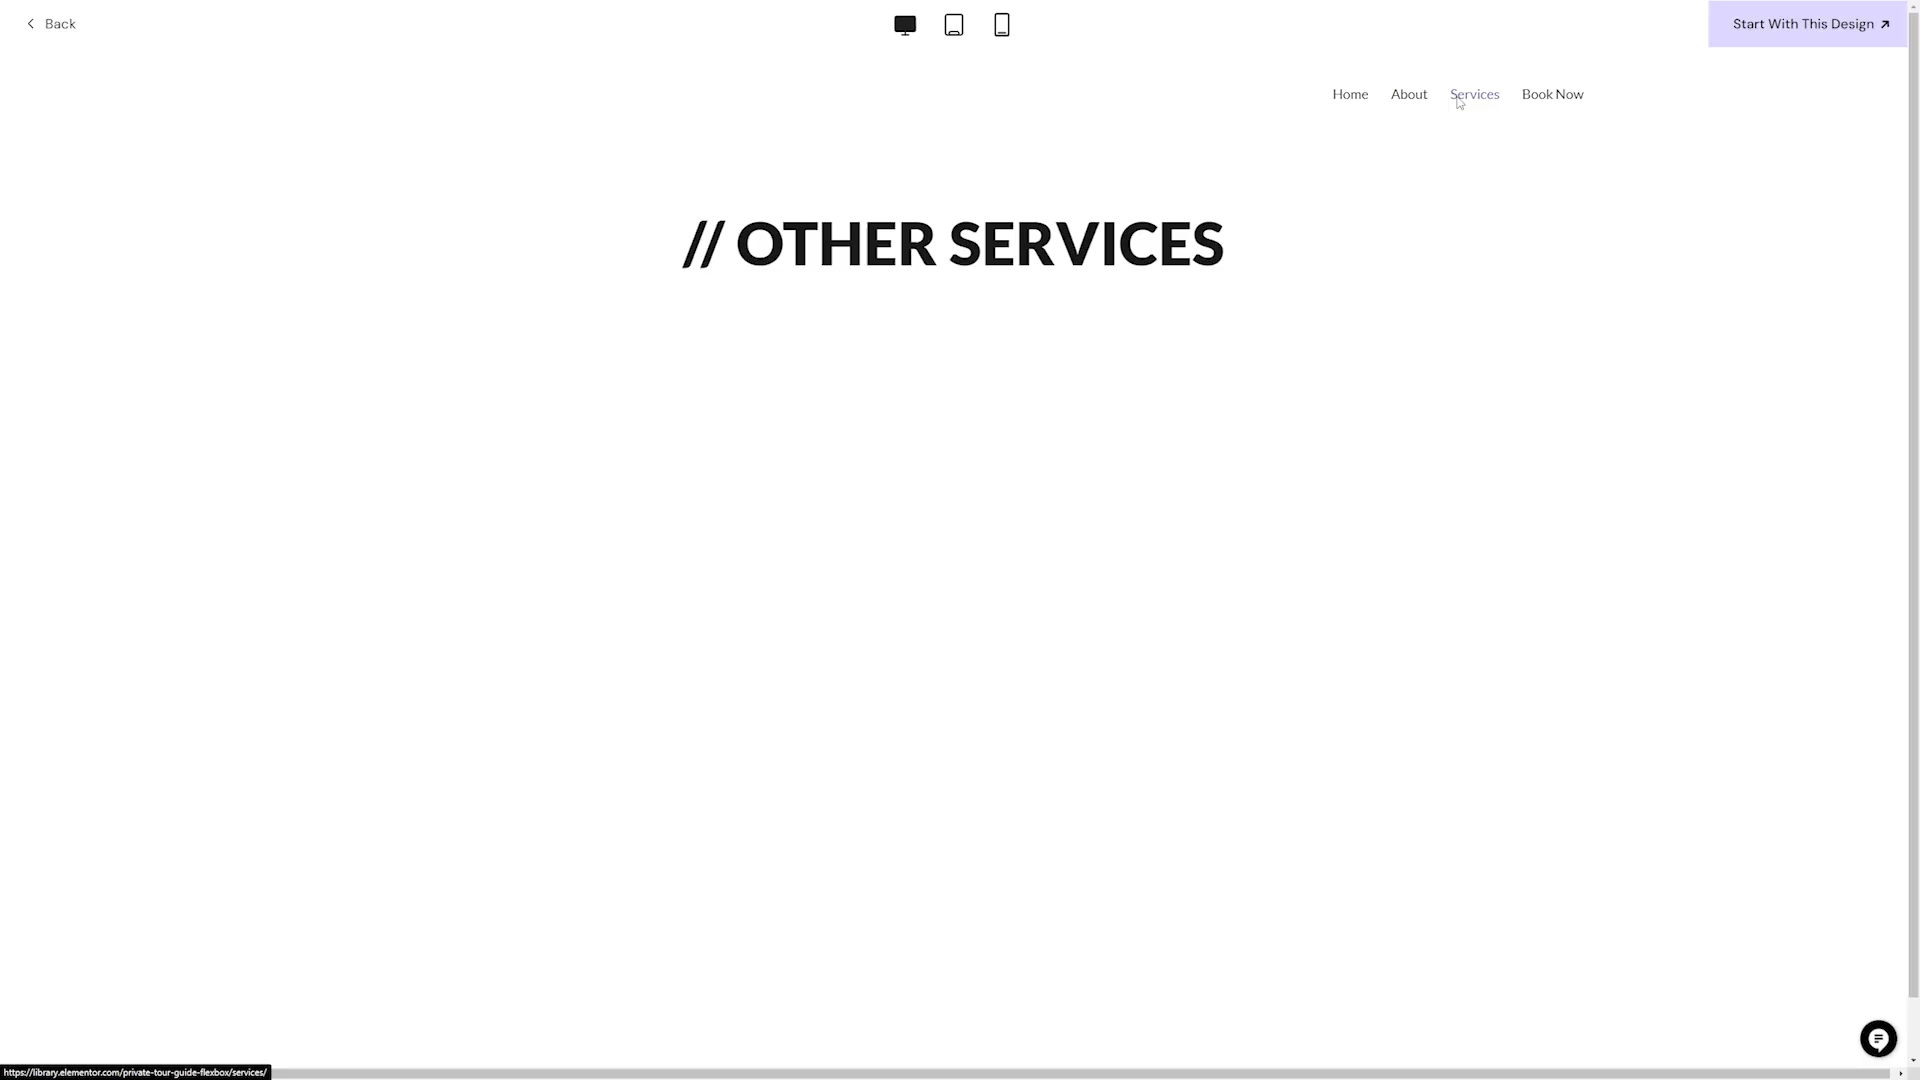 Back
Start With This Design
Home About Services Book Now
// OTHER SERVICES
https://library.elementor.com/private-tour-guide-flexbox/services/